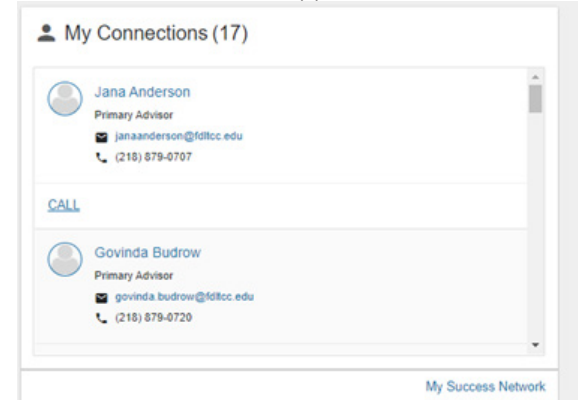 My Connections (17)
Jana Anderson
Primary Advisor
janaanderson@fdltcc.edu
(218) 879-0707
CALL
Govinda Budrow
Primary Advisor
govinda.budrow@fdltcc.edu
(218) 879-0720
My Success Network